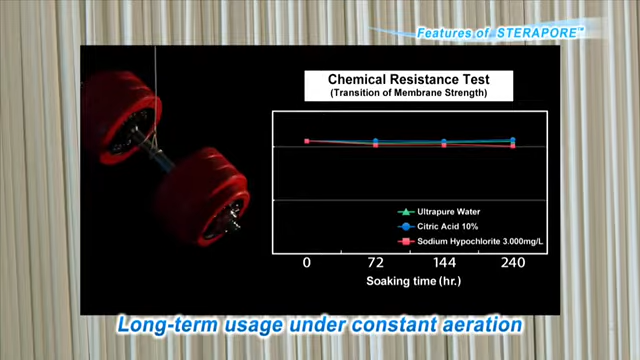 Features of STERAPORE™
Chemical Resistance Test
(Transition of Membrane Strength)
Ultrapure Water
Citric Acid 10%
Sodium Hypochlorite 3.000mg/L
0 72 144 240
Soaking time (hr.)
Long-term usage under constant aeration